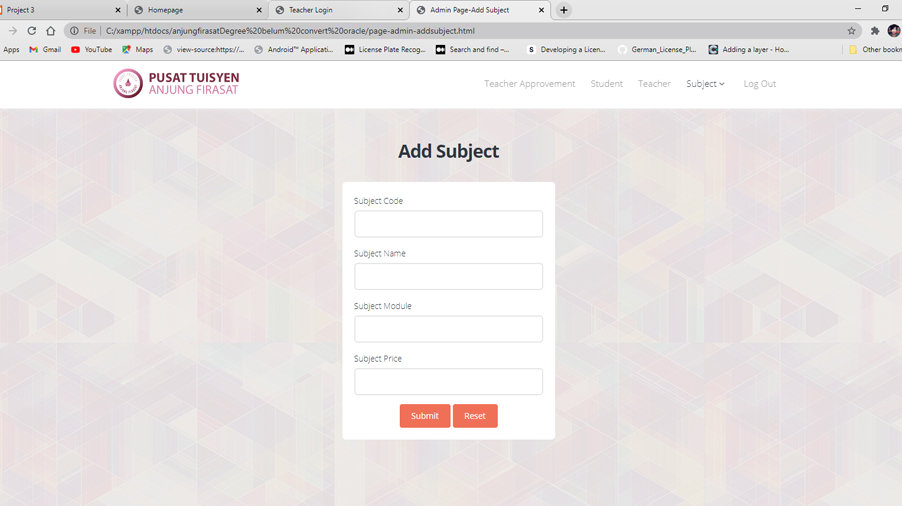 Project 3
Homepage
Teacher Login
Admin Page-Add Subject
File
C:/xampp/htdocs/anjungfirasatDegree%20belum%20convert%20oracle/page-admin-addsubject.html
Apps
Gmail
YouTube
Maps
view-source:https:/...
Android™ Applicati...
License Plate Recog...
Search and find –...
S
Developing a Licen...
German_License_Pl...
Adding a layer - Ho...
Other bookm
PUSAT TUISYEN
ANJUNG FIRASAT
Teacher Approvement
Student
Teacher
Subject
Log Out
Add Subject
Subject Code
Subject Name
Subject Module
Subject Price
Submit
Reset